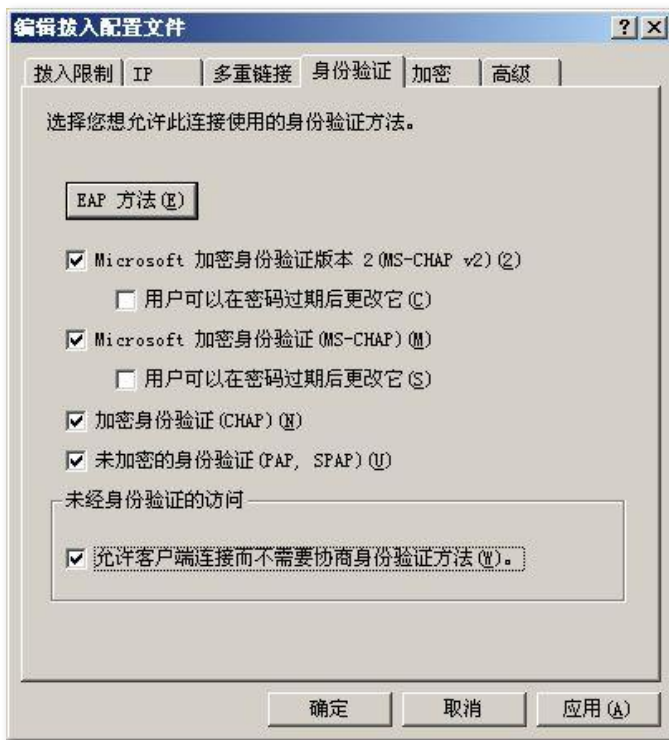 编辑拨入配置文件
拨入限制 IP 多重链接 身份验证 加密 高级
选择您想允许此连接使用的身份验证方法。
EAP 方法(E)
Microsoft 加密身份验证版本 2(MS-CHAP v2)(2)
用户可以在密码过期后更改它(C)
Microsoft 加密身份验证(MS-CHAP)(M)
用户可以在密码过期后更改它(S)
加密身份验证(CHAP)(N)
未加密的身份验证(PAP, SPAP)(U)
未经身份验证的访问
允许客户端连接而不需要协商身份验证方法(W)。
确定 取消 应用(A)